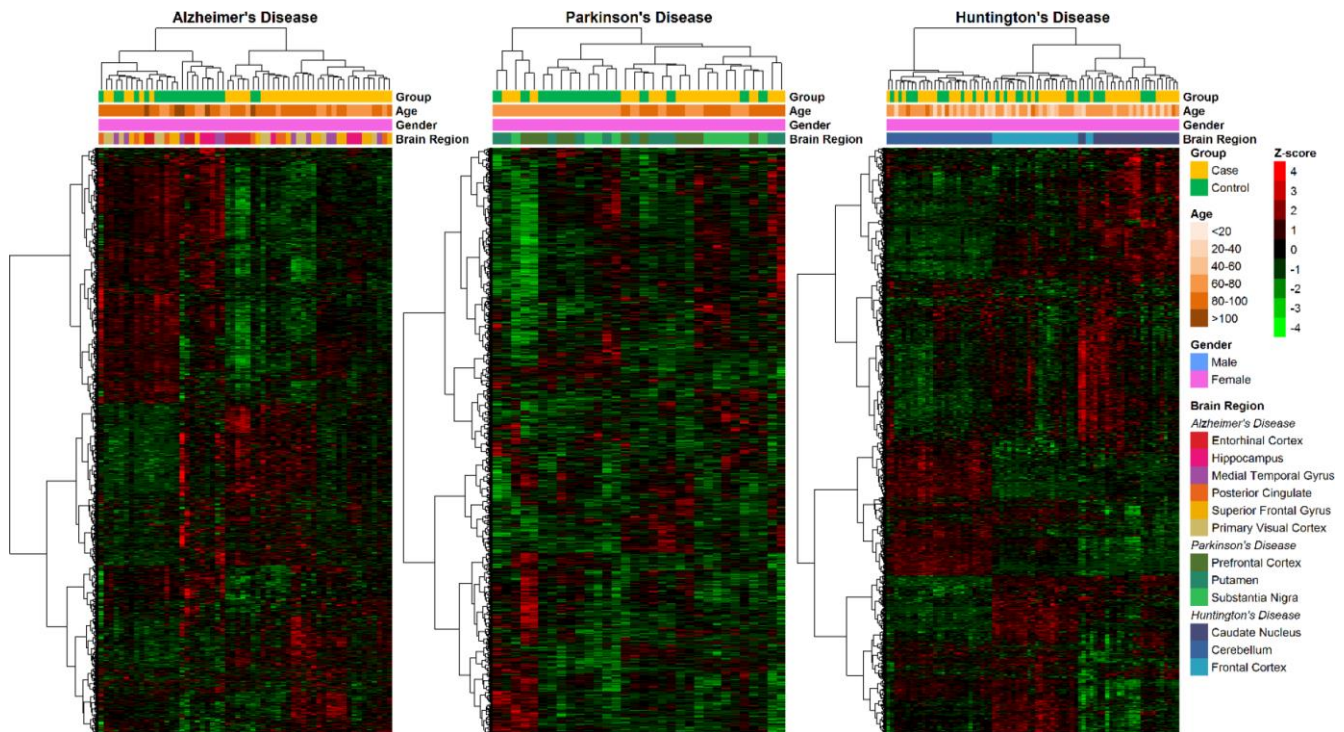 Alzheimer's Disease
Parkinson's Disease
Huntington's Disease
Group
Age
Gender
Brain Region
Group
Age
Gender
Brain Region
Group
Age
Gender
Brain Region
Group
Case
Control
Age
<20
20-40
40-60
60-80
80-100
>100
Gender
Male
Female
Z-score
4
3
2
1
0
-1
-2
-3
-4
Brain Region
Alzheimer's Disease
Entorhinal Cortex
Hippocampus
Medial Temporal Gyrus
Posterior Cingulate
Superior Frontal Gyrus
Primary Visual Cortex
Parkinson's Disease
Prefrontal Cortex
Putamen
Substantia Nigra
Huntington's Disease
Caudate Nucleus
Cerebellum
Frontal Cortex